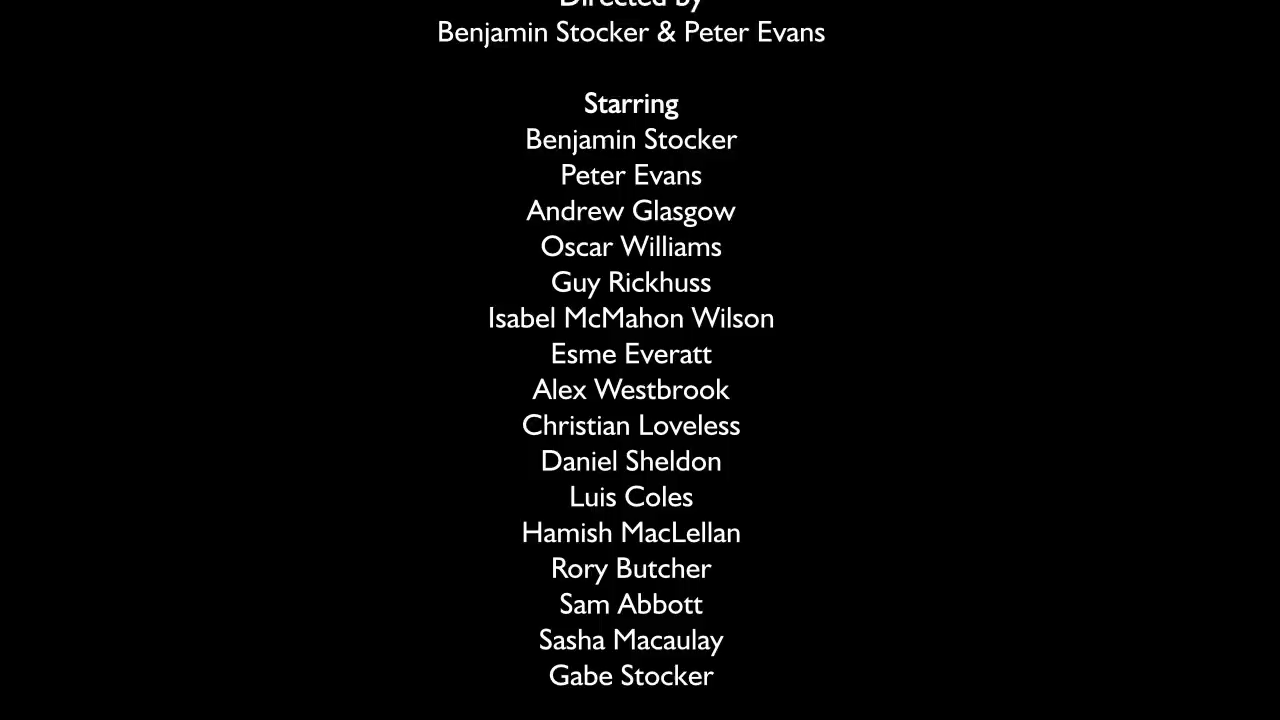 Directed by
Benjamin Stocker & Peter Evans
Starring
Benjamin Stocker
Peter Evans
Andrew Glasgow
Oscar Williams
Guy Rickhuss
Isabel McMahon Wilson
Esme Everatt
Alex Westbrook
Christian Loveless
Daniel Sheldon
Luis Coles
Hamish MacLellan
Rory Butcher
Sam Abbott
Sasha Macaulay
Gabe Stocker